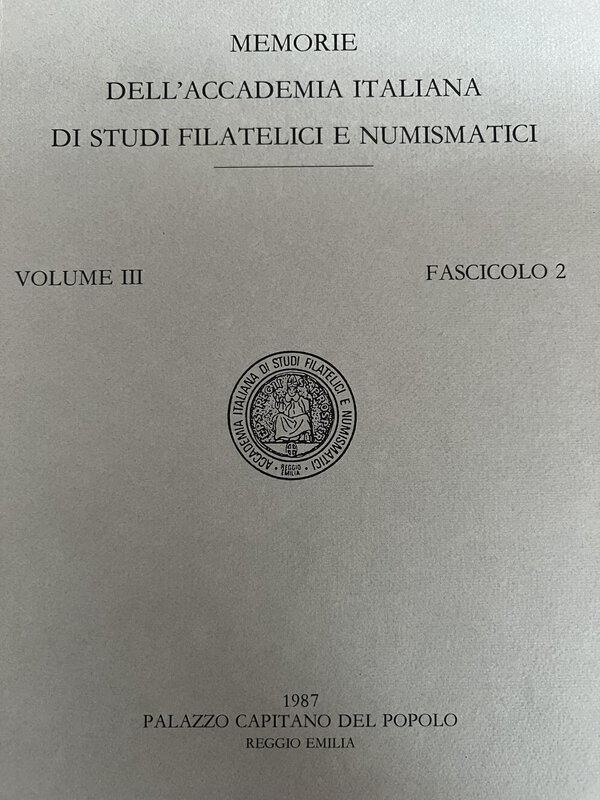 MEMORIE
DELL'ACCADEMIA ITALIANA
DI STUDI FILATELICI E NUMISMATICI
VOLUME III
FASCICOLO 2
ACCADEMIA ITALIANA DI STUDI FILATELICI E NUMISMATICI
REGGIO
EMILIA
1987
PALAZZO CAPITANO DEL POPOLO
REGGIO EMILIA